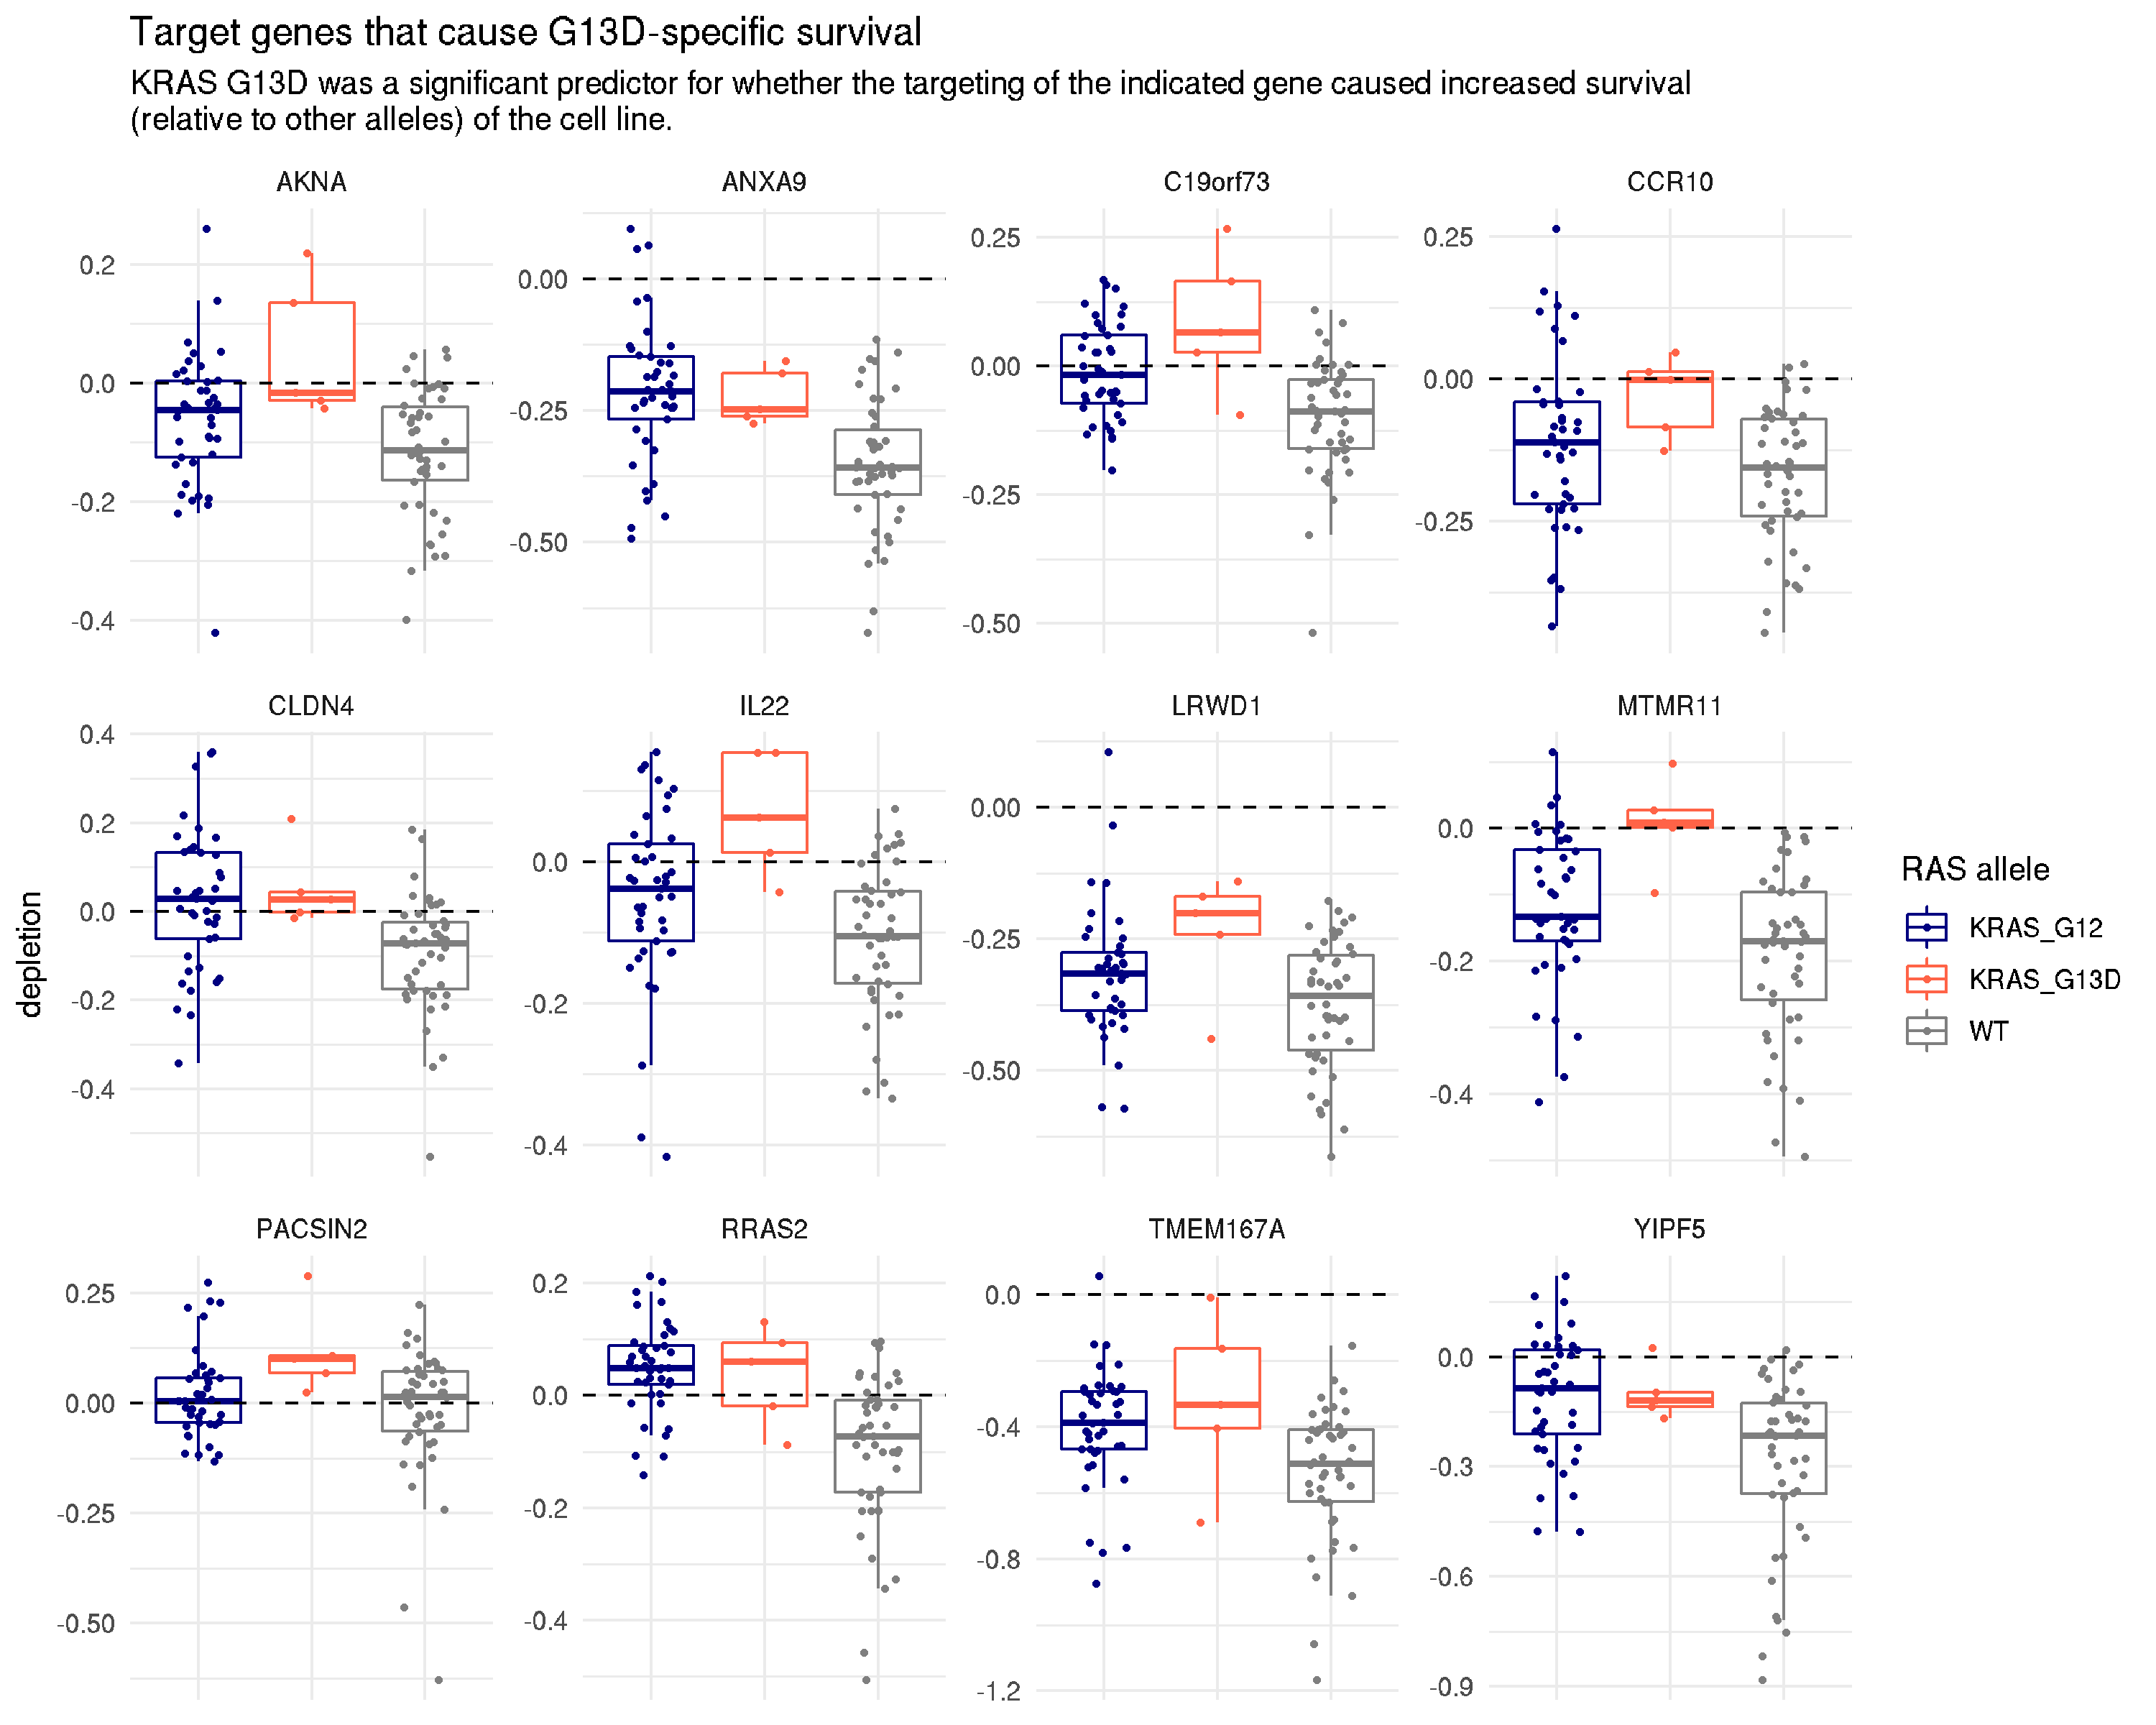 Target genes that cause G13D-specific survival
KRAS G13D was a significant predictor for whether the targeting of the indicated gene caused increased survival
(relative to other alleles) of the cell line.
AKNA
ANXA9
C19orf73
CCR10
0.2
0.0
-0.2
-0.4
0.00
-0.25
-0.50
0.25
0.00
-0.25
-0.50
0.25
0.00
-0.25
CLDN4
IL22
LRWD1
MTMR11
0.4
0.2
0.0
-0.2
-0.4
0.0
-0.2
-0.4
0.00
-0.25
-0.50
0.0
-0.2
-0.4
PACSIN2
RRAS2
TMEM167A
YIPF5
0.25
0.00
-0.25
-0.50
0.2
0.0
-0.2
-0.4
0.0
-0.4
-0.8
-1.2
0.0
-0.3
-0.6
-0.9
depletion
RAS allele
KRAS_G12
KRAS_G13D
WT